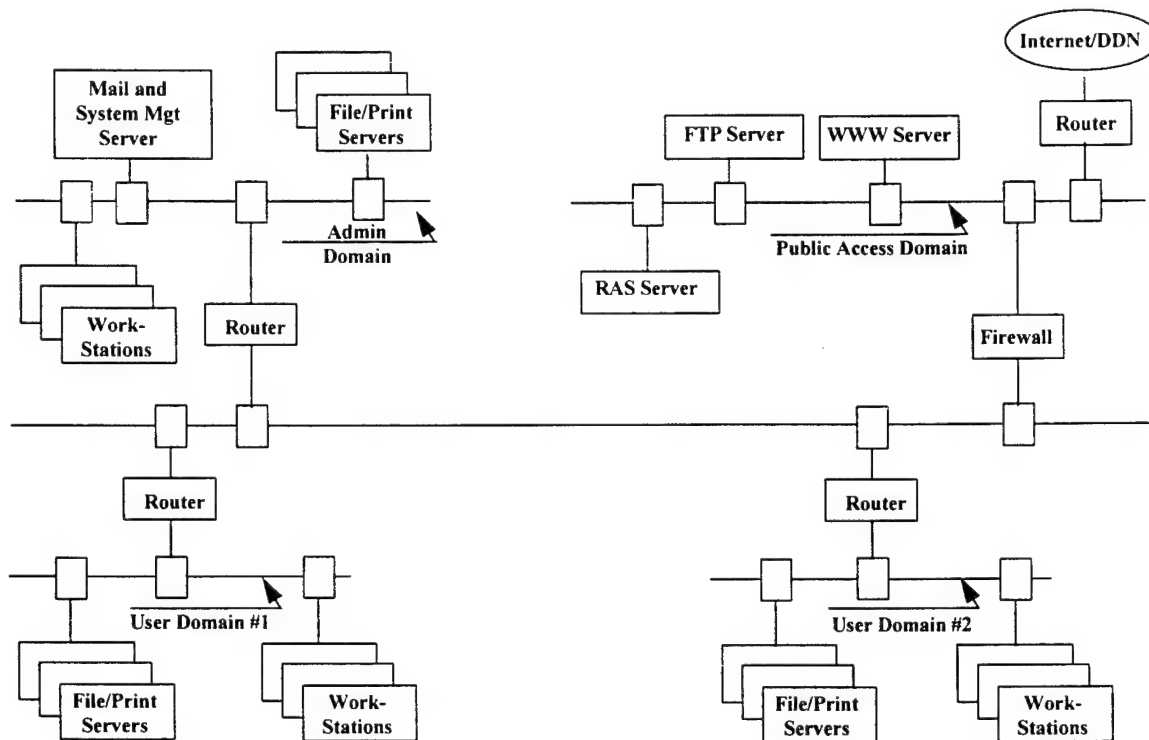 Internet/DDN
Mail and
System Mgt
Server
File/Print
Servers
FTP Server
WWW Server
Router
Admin
Domain
Public Access Domain
RAS Server
Work-
Stations
Router
Firewall
Router
Router
User Domain #1
User Domain #2
File/Print
Servers
Work-
Stations
File/Print
Servers
Work-
Stations